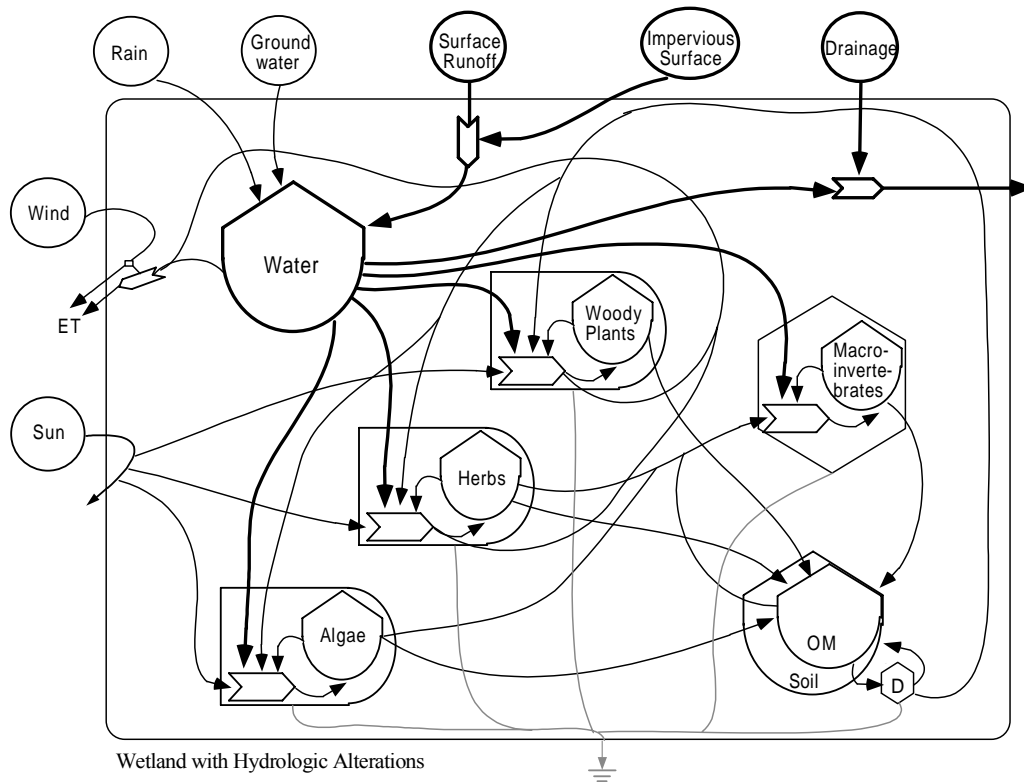 Rain
Ground
water
Surface
Runoff
Impervious
Surface
Drainage
Wind
Water
ET
Woody
Plants
Macro-
inverte-
brates
Sun
Herbs
Algae
OM
Soil
D
Wetland with Hydrologic Alterations